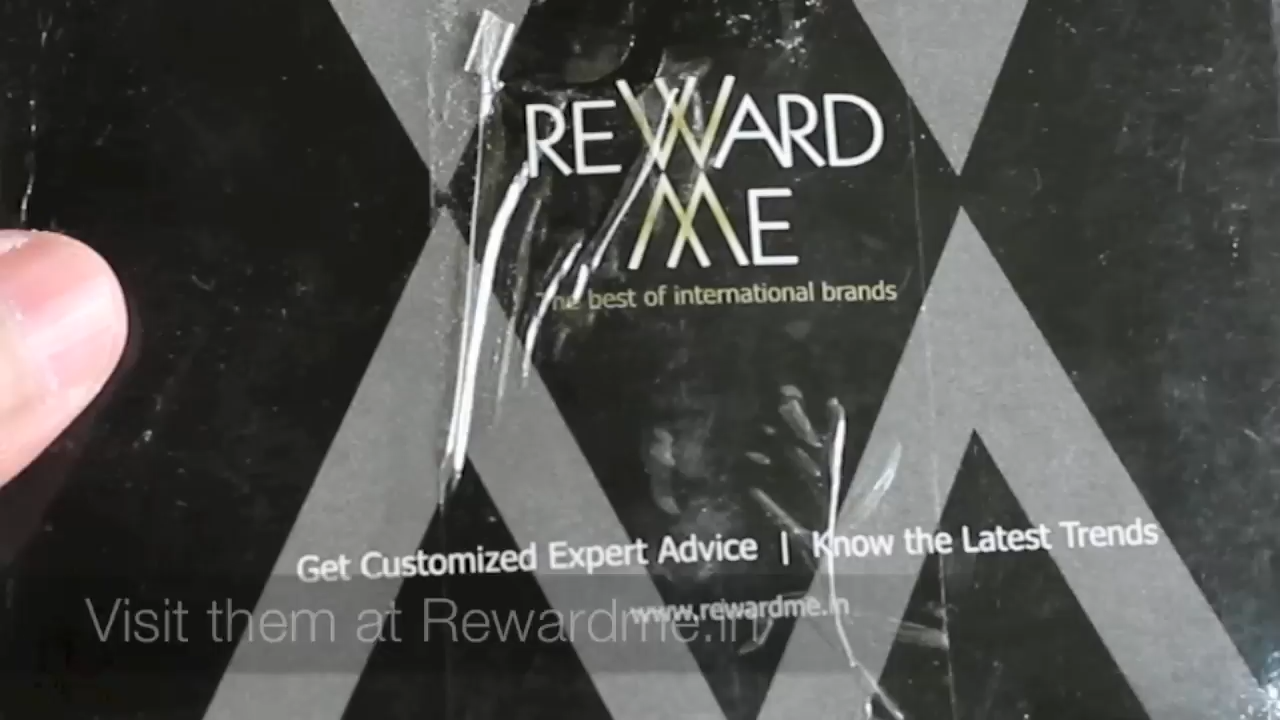 REWARD
ME
The best of international brands
Get Customized Expert Advice | Know the Latest Trends
www.rewardme.in
Visit them at Rewardme.in